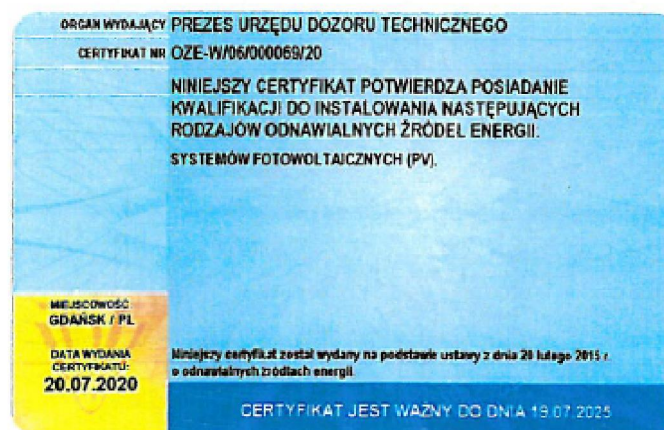 ORGAN WYDAJĄCY PREZES URZĘDU DOZORU TECHNICZNEGO
CERTYFIKAT NR OZE-W/06/000069/20
NINIEJSZY CERTYFIKAT POTWIERDZA POSIADANIE
KWALIFIKACJI DO INSTALOWANIA NASTĘPUJĄCYCH
RODZAJÓW ODNAWIALNYCH ŹRÓDEŁ ENERGII:
SYSTEMÓW FOTOWOLTAICZNYCH (PV).
MIEJSCOWOŚĆ
GDAŃSK / PL
DATA WYDANIA
CERTYFIKATU:
20.07.2020
Niniejszy certyfikat został wydany na podstawie ustawy z dnia 20 lutego 2015 r.
o odnawialnych źródłach energii.
CERTYFIKAT JEST WAŻNY DO DNIA 19.07.2025